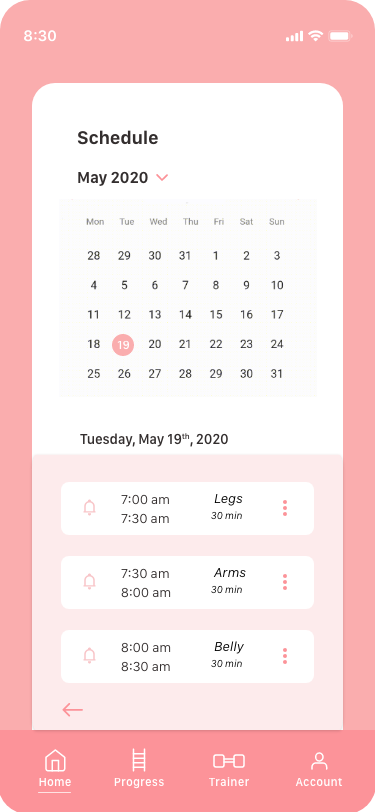 8:30
Schedule
May 2020
Mon Tue Wed Thu Fri Sat Sun
28 29 30 31 1 2 3
4 5 6 7 8 9 10
11 12 13 14 15 16 17
18 19 20 21 22 23 24
25 26 27 28 29 30 31
Tuesday, May 19th, 2020
7:00 am Legs
7:30 am 30 min
7:30 am Arms
8:00 am 30 min
8:00 am Belly
8:30 am 30 min
Home Progress Trainer Account